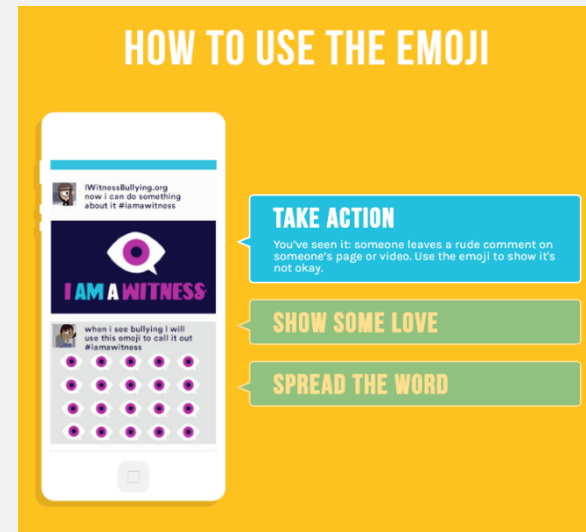 HOW TO USE THE EMOJI
IWitnessBullying.org
now i can do something
about it #iamawitness
I AM A WITNESS
when i see bullying I will
use this emoji to call it out
#iamawitness
TAKE ACTION
You've seen it: someone leaves a rude comment on
someone's page or video. Use the emoji to show it's
not okay.
SHOW SOME LOVE
SPREAD THE WORD